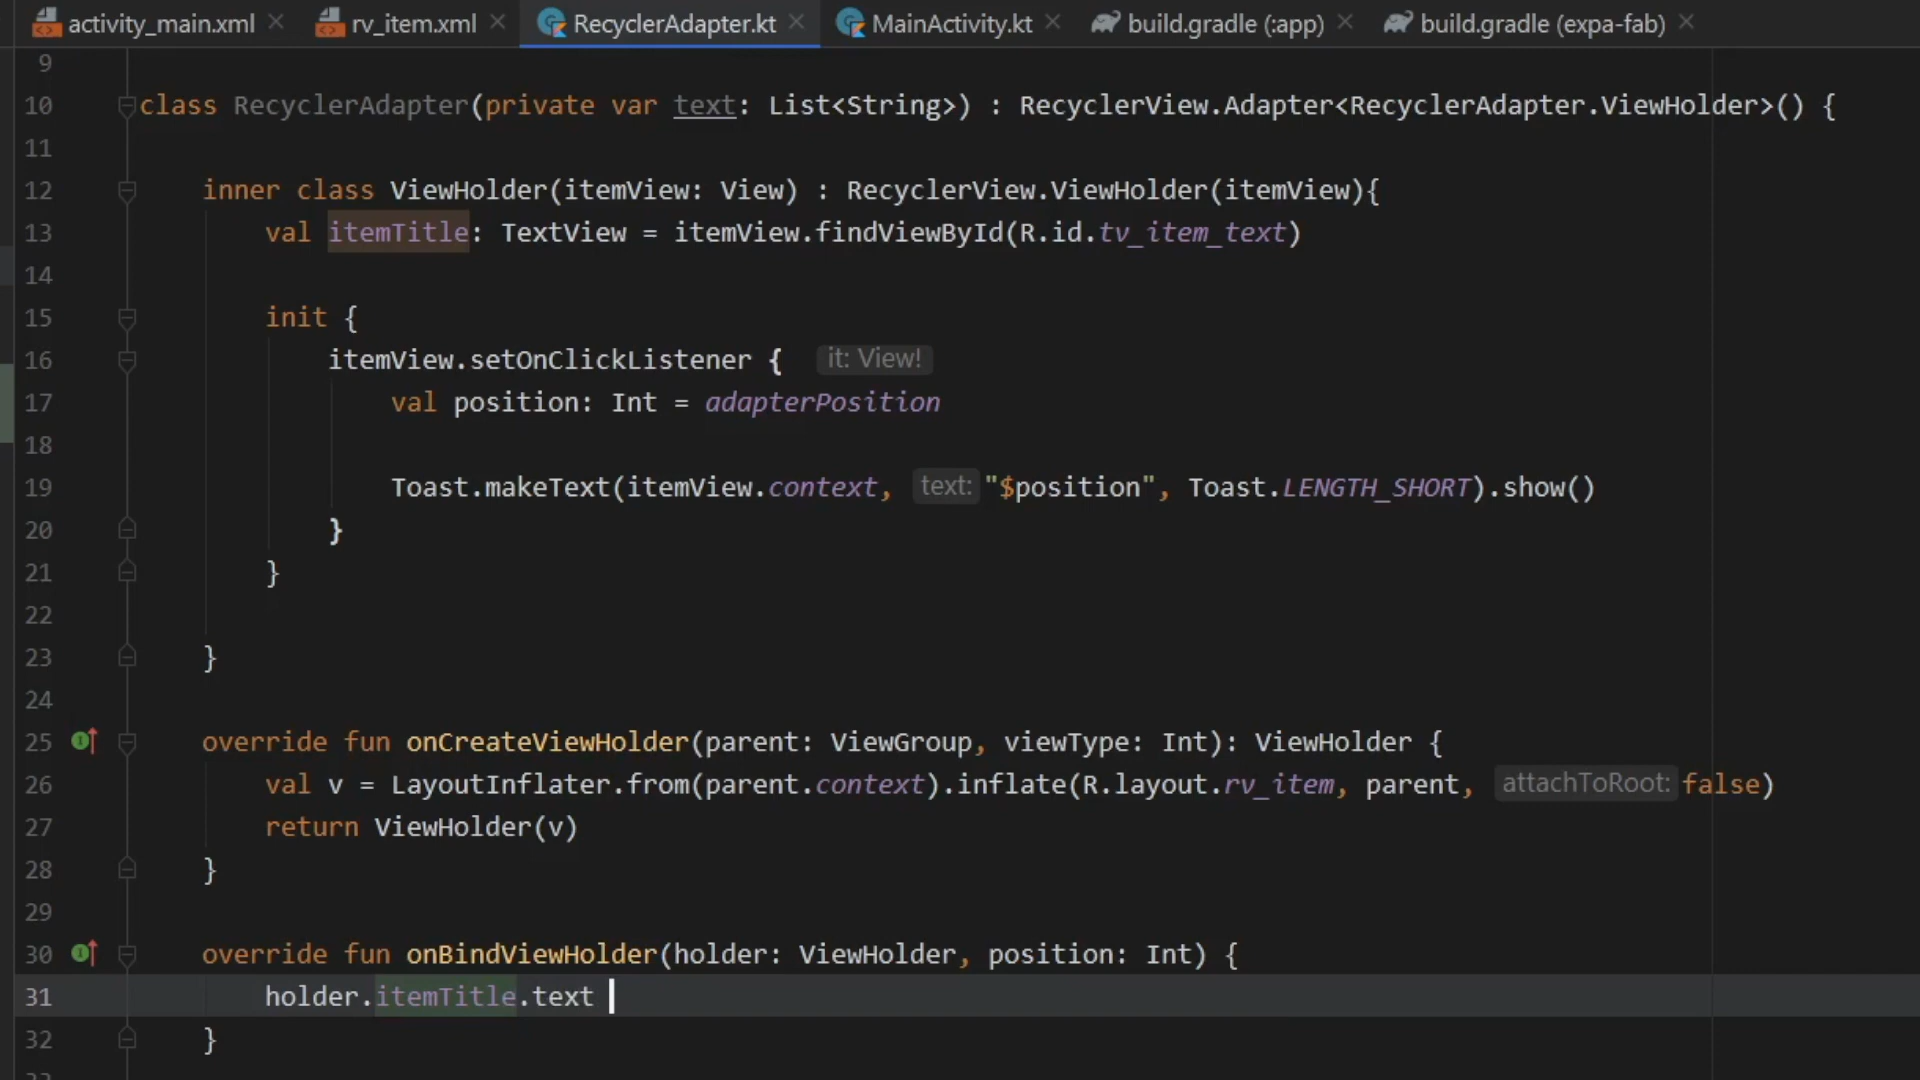 activity_main.xml rv_item.xml RecyclerAdapter.kt MainActivity.kt build.gradle (:app) build.gradle (expa-fab)
9
10 class RecyclerAdapter(private var text: List<String>) : RecyclerView.Adapter<RecyclerAdapter.ViewHolder>() {
11
12 inner class ViewHolder(itemView: View) : RecyclerView.ViewHolder(itemView){
13 val itemTitle: TextView = itemView.findViewById(R.id.tv_item_text)
14
15 init {
16 itemView.setOnClickListener { it: View!
17 val position: Int = adapterPosition
18
19 Toast.makeText(itemView.context, text: "$position", Toast.LENGTH_SHORT).show()
20 }
21 }
22
23 }
24
25 override fun onCreateViewHolder(parent: ViewGroup, viewType: Int): ViewHolder {
26 val v = LayoutInflater.from(parent.context).inflate(R.layout.rv_item, parent, attachToRoot: false)
27 return ViewHolder(v)
28 }
29
30 override fun onBindViewHolder(holder: ViewHolder, position: Int) {
31 holder.itemTitle.text
32 }